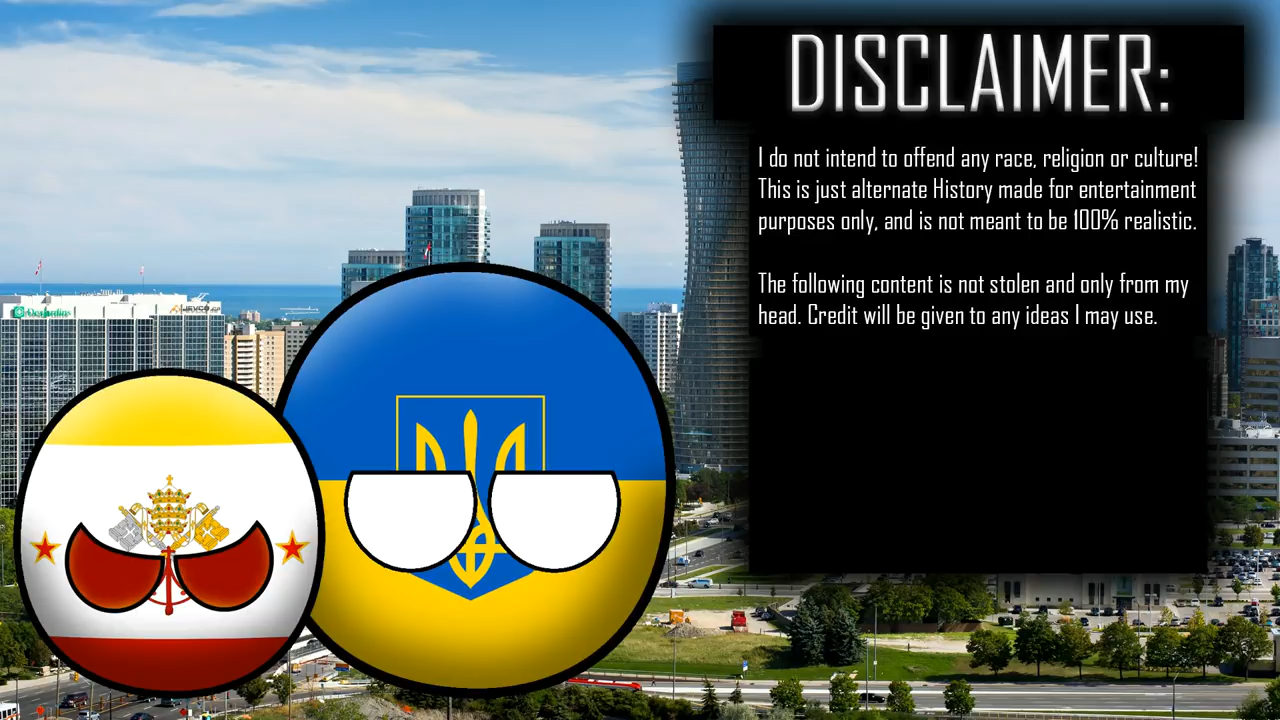 DISCLAIMER:
I do not intend to offend any race, religion or culture!
This is just alternate History made for entertainment
purposes only, and is not meant to be 100% realistic.
The following content is not stolen and only from my
head. Credit will be given to any ideas I may use.
Desjardins